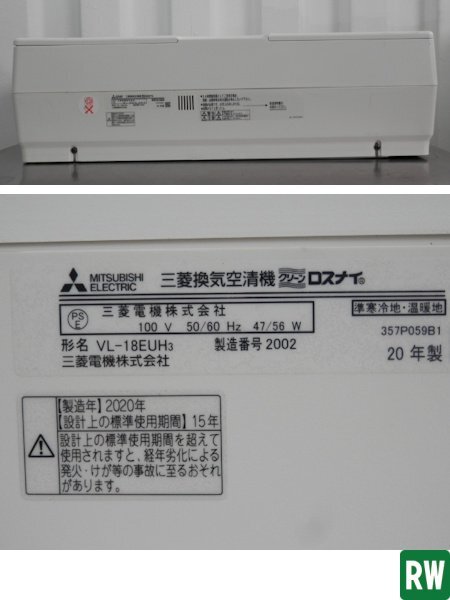 MITSUBISHI ELECTRIC 三菱換気空清機 クリーン ロスナイ®
PS E 三菱電機株式会社 準寒冷地・温暖地
100 V 50/60 Hz 47/56 W 357P059B1
形名 VL-18EUH3 製造番号 2002 20 年製
三菱電機株式会社
【製造年】2020年
【設計上の標準使用期間】15年
設計上の標準使用期間を超えて
使用されますと、経年劣化による
発火・けが等の事故に至るおそれ
があります。
RW